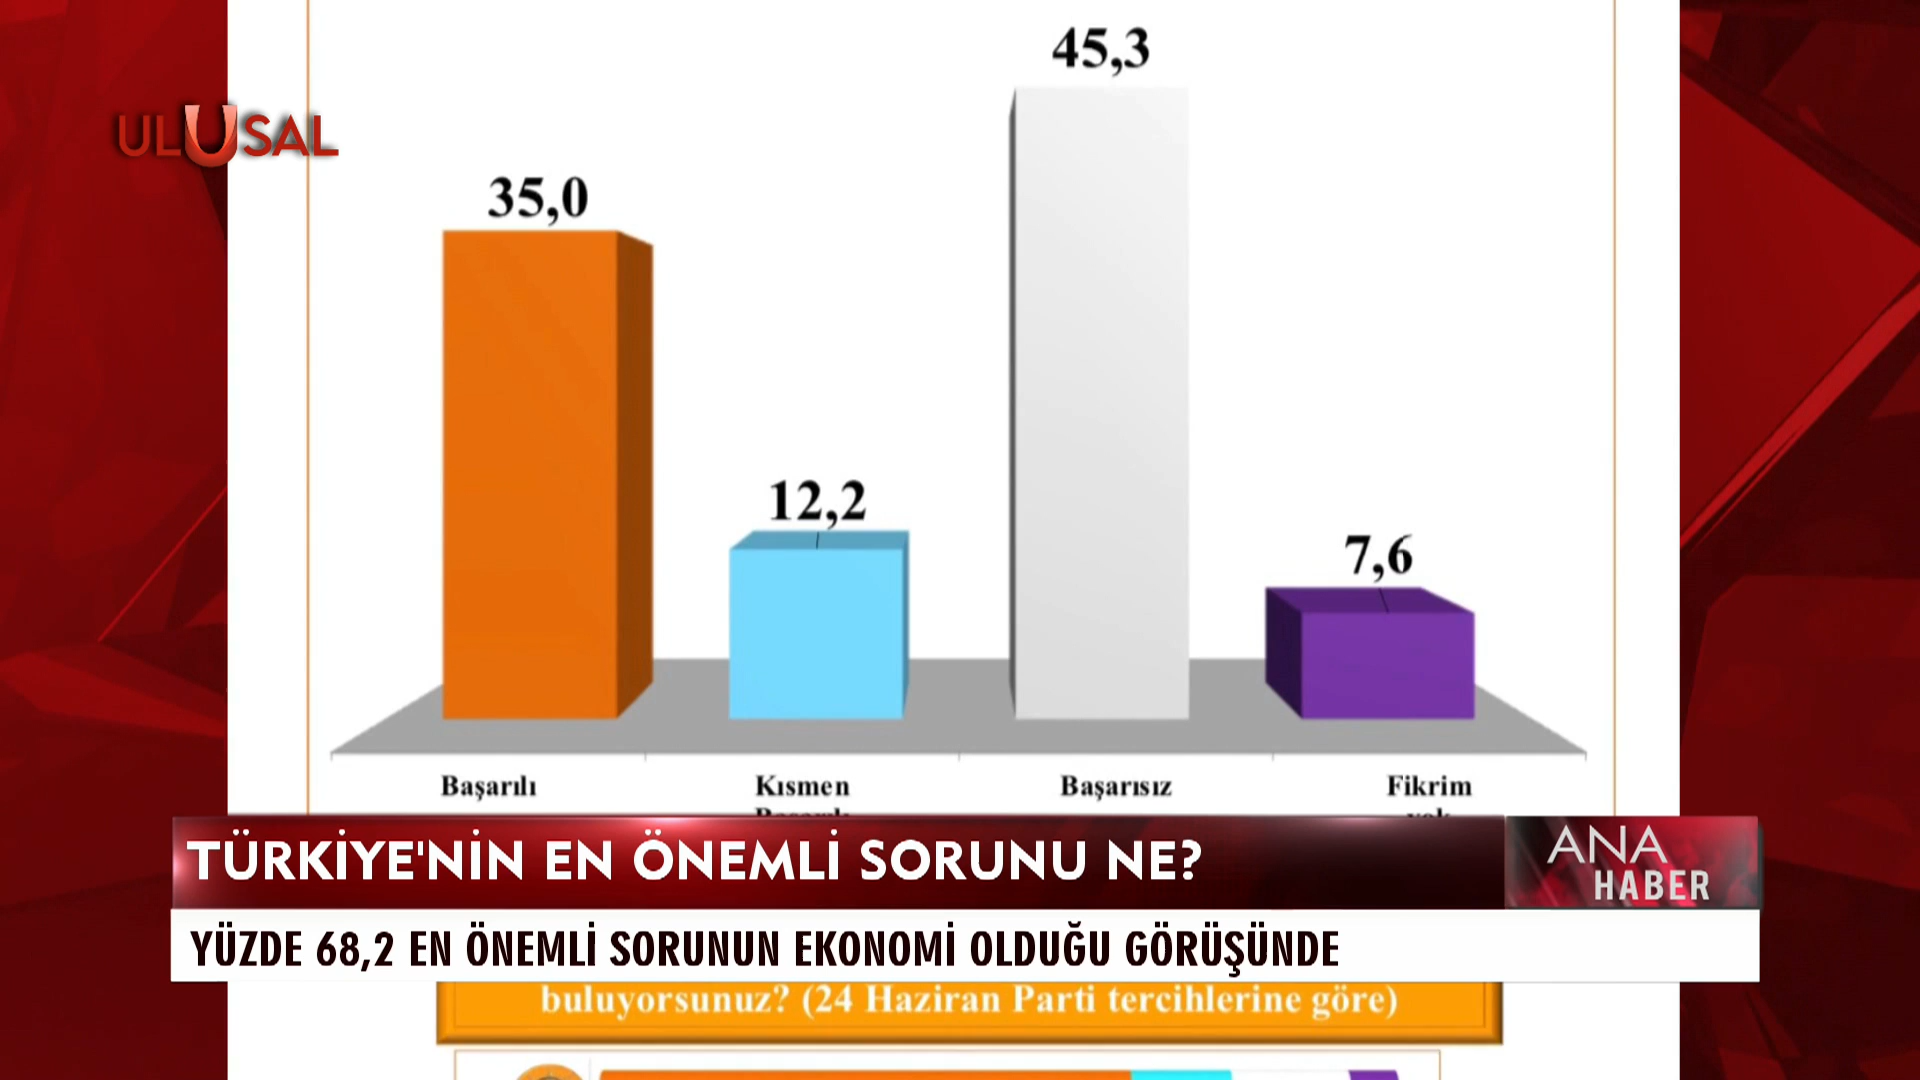 45,3
ULUSAL
35,0
12,2
7,6
Başarılı
Kısmen
Başarısız
Fikrim
TÜRKİYE'NİN EN ÖNEMLİ SORUNU NE?
ANA
HABER
YÜZDE 68,2 EN ÖNEMLİ SORUNUN EKONOMİ OLDUĞU GÖRÜŞÜNDE
buluyorsunuz? (24 Haziran Parti tercihlerine göre)